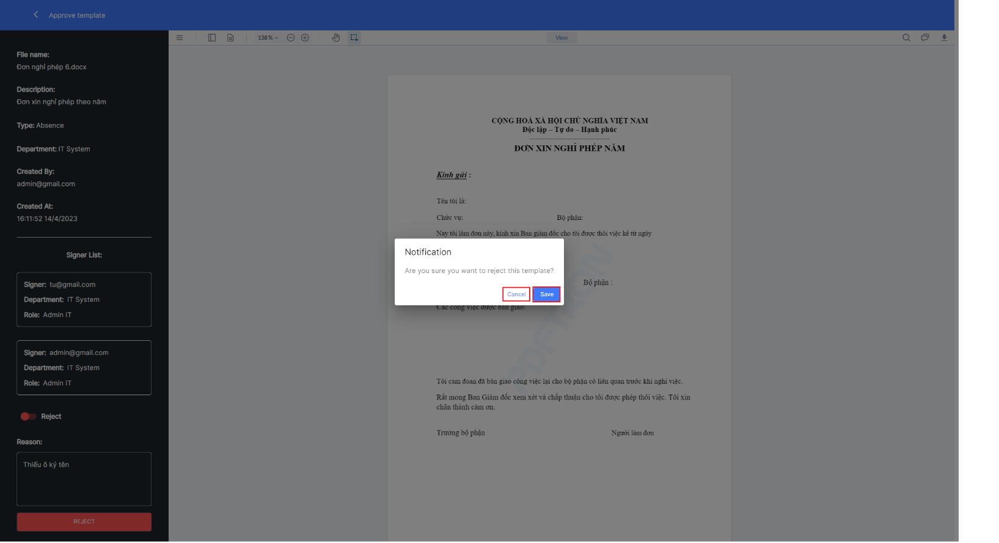 Approve template
138%
View
File name:
Đơn nghỉ phép 6.docx
Description:
Đơn xin nghỉ phép theo năm
Type: Absence
Department: IT System
Created By:
admin@gmail.com
Created At:
16:11:52 14/4/2023
Signer List:
Signer: tu@gmail.com
Department: IT System
Role: Admin IT
Signer: admin@gmail.com
Department: IT System
Role: Admin IT
Reject
Reason:
Thiếu ô ký tên
REJECT
CỘNG HOÀ XÃ HỘI CHỦ NGHĨA VIỆT NAM
Độc lập – Tự do – Hạnh phúc
--------------------------------
ĐƠN XIN NGHỈ PHÉP NĂM
Kính gửi :
Tên tôi là:
Chức vụ: Bộ phận:
Nay tôi làm đơn này, kính xin Ban giám đốc cho tôi được thôi việc kể từ ngày
Notification
Are you sure you want to reject this template?
Cancel Save
Bộ phận :
Các công việc được bàn giao:
PDFTRON
Tôi cam đoan đã bàn giao công việc lại cho bộ phận có liên quan trước khi nghỉ việc.
Rất mong Ban Giám đốc xem xét và chấp thuận cho tôi được phép thôi việc. Tôi xin
chân thành cảm ơn.
Trưởng bộ phận Người làm đơn